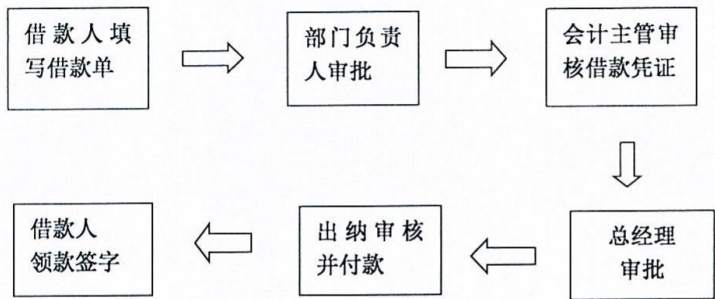 借款人填
写借款单
部门负责
人审批
会计主管审
核借款凭证
总经理
审批
出纳审核
并付款
借款人
领款签字